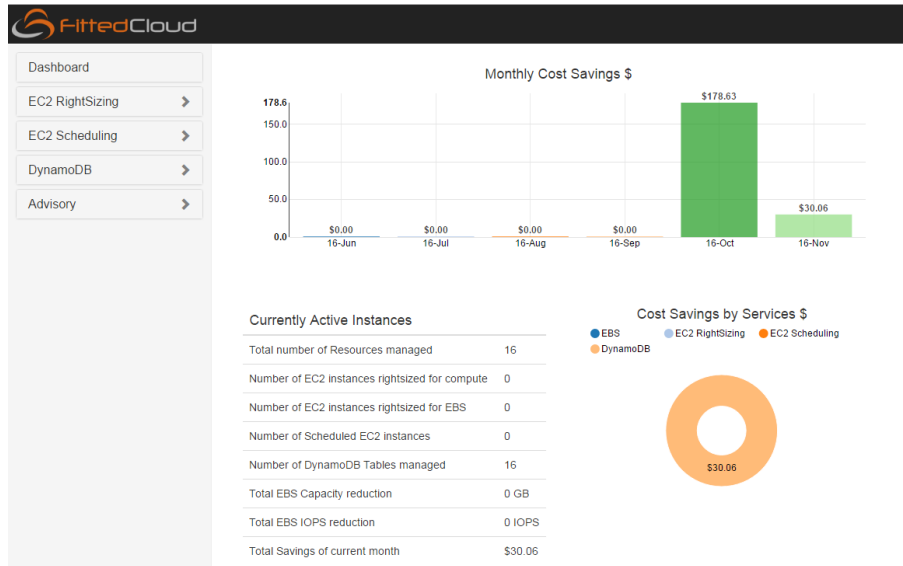 FittedCloud
Dashboard
EC2 RightSizing
EC2 Scheduling
DynamoDB
Advisory
Monthly Cost Savings $
178.6
150.0
100.0
50.0
0.0
$0.00 $0.00 $0.00 $0.00 $178.63 $30.06
16-Jun 16-Jul 16-Aug 16-Sep 16-Oct 16-Nov
Currently Active Instances
Total number of Resources managed 16
Number of EC2 instances rightsized for compute 0
Number of EC2 instances rightsized for EBS 0
Number of Scheduled EC2 instances 0
Number of DynamoDB Tables managed 16
Total EBS Capacity reduction 0 GB
Total EBS IOPS reduction 0 IOPS
Total Savings of current month $30.06
Cost Savings by Services $
EBS EC2 RightSizing EC2 Scheduling
DynamoDB
$30.06